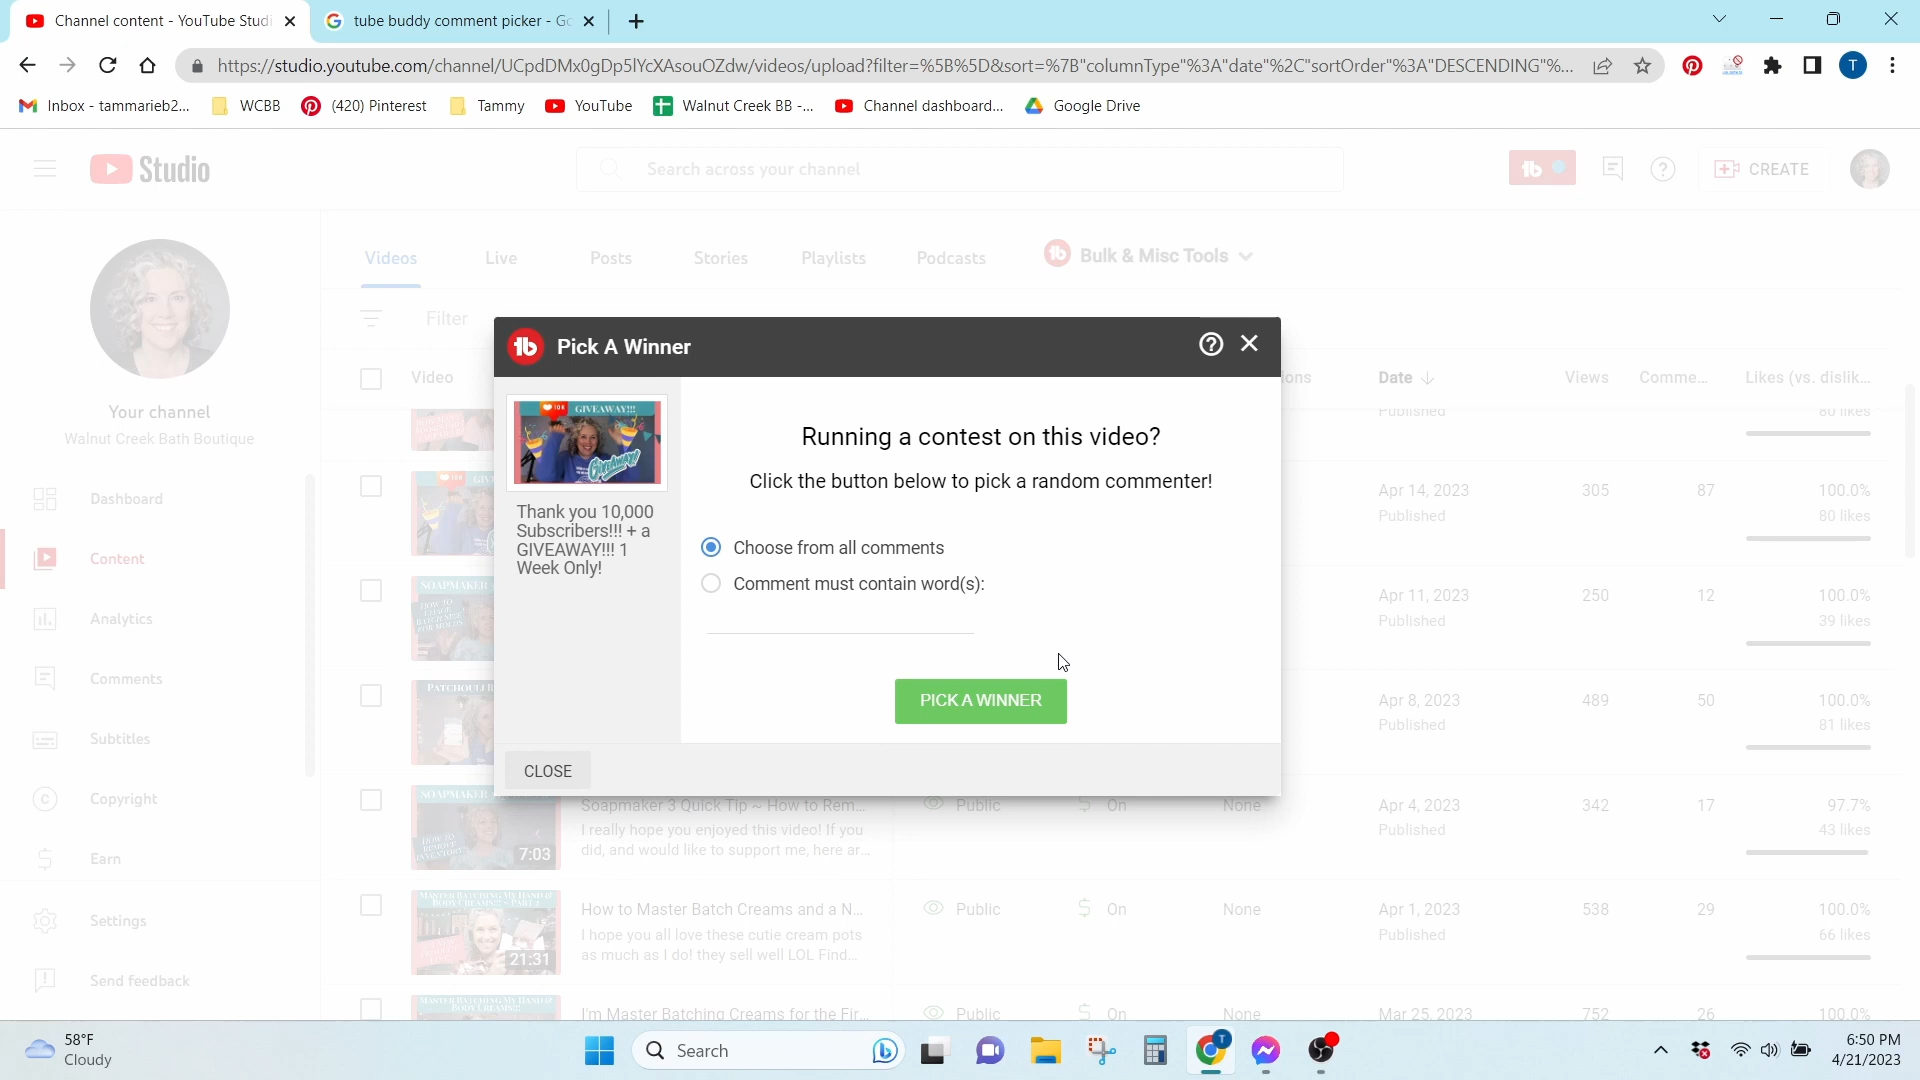 Channel content - YouTube Studi
tube buddy comment picker - Go
https://studio.youtube.com/channel/UCpdDMx0gDp5lYcXAsouOZdw/videos/upload?filter=%5B%5D&sort=%7B"columnType"%3A"date"%2C"sortOrder"%3A"DESCENDING"%...
T
Inbox - tammarieb2...
WCBB
(420) Pinterest
Tammy
YouTube
Walnut Creek BB -...
Channel dashboard...
Google Drive
Studio
Search across your channel
CREATE
Videos
Live
Posts
Stories
Playlists
Podcasts
Bulk & Misc Tools
Filter
Video
ions
Date
Views
Comme...
Likes (vs. dislik...
Your channel
Walnut Creek Bath Boutique
Dashboard
Content
Analytics
Comments
Subtitles
Copyright
Earn
Settings
Send feedback
Pick A Winner
GIVEAWAY!!!
Giveaway!
Thank you 10,000
Subscribers!!! + a
GIVEAWAY!!! 1
Week Only!
Running a contest on this video?
Click the button below to pick a random commenter!
Choose from all comments
Comment must contain word(s):
PICK A WINNER
CLOSE
Published
80 likes
Apr 14, 2023
305
87
100.0%
Published
80 likes
Apr 11, 2023
250
12
100.0%
Published
39 likes
Apr 8, 2023
489
50
100.0%
Published
81 likes
Soapmaker 3 Quick Tip ~ How to Rem...
Public
On
None
Apr 4, 2023
342
17
97.7%
I really hope you enjoyed this video! If you
did, and would like to support me, here ar...
Published
43 likes
7:03
How to Master Batch Creams and a N...
Public
On
None
Apr 1, 2023
538
29
100.0%
I hope you all love these cutie cream pots
as much as I do! they sell well LOL Find...
Published
66 likes
21:31
I'm Master Batching Creams for the Fir...
Public
On
None
Mar 25, 2023
752
26
100.0%
58°F
Cloudy
Search
6:50 PM
4/21/2023